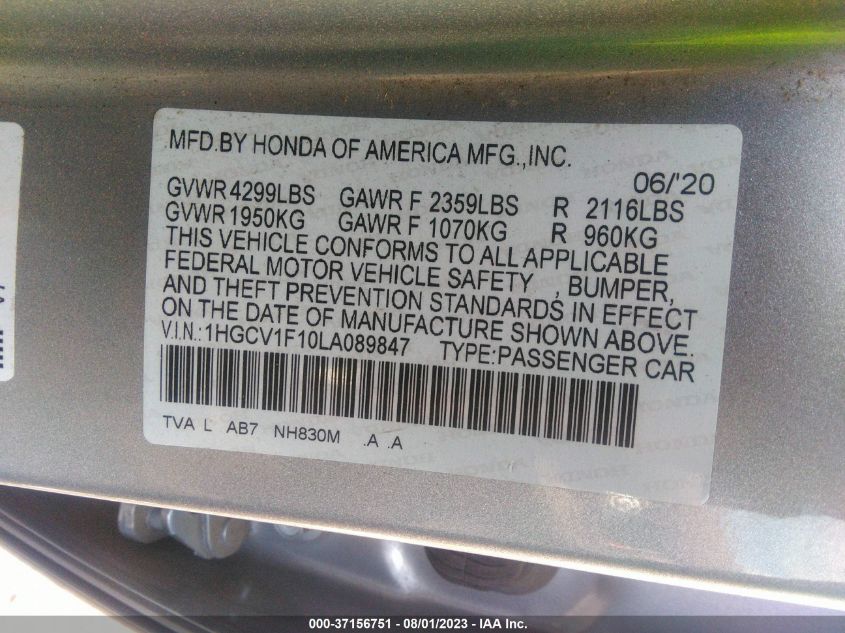 MFD.BY HONDA OF AMERICA MFG.,INC.
06/'20
GVWR 4299LBS GAWR F 2359LBS R 2116LBS
GVWR 1950KG GAWR F 1070KG R 960KG
THIS VEHICLE CONFORMS TO ALL APPLICABLE
FEDERAL MOTOR VEHICLE SAFETY , BUMPER,
AND THEFT PREVENTION STANDARDS IN EFFECT
ON THE DATE OF MANUFACTURE SHOWN ABOVE.
V.I.N.:1HGCV1F10LA089847 TYPE:PASSENGER CAR
TVA L AB7 NH830M .A .A
000-37156751 - 08/01/2023 - IAA Inc.